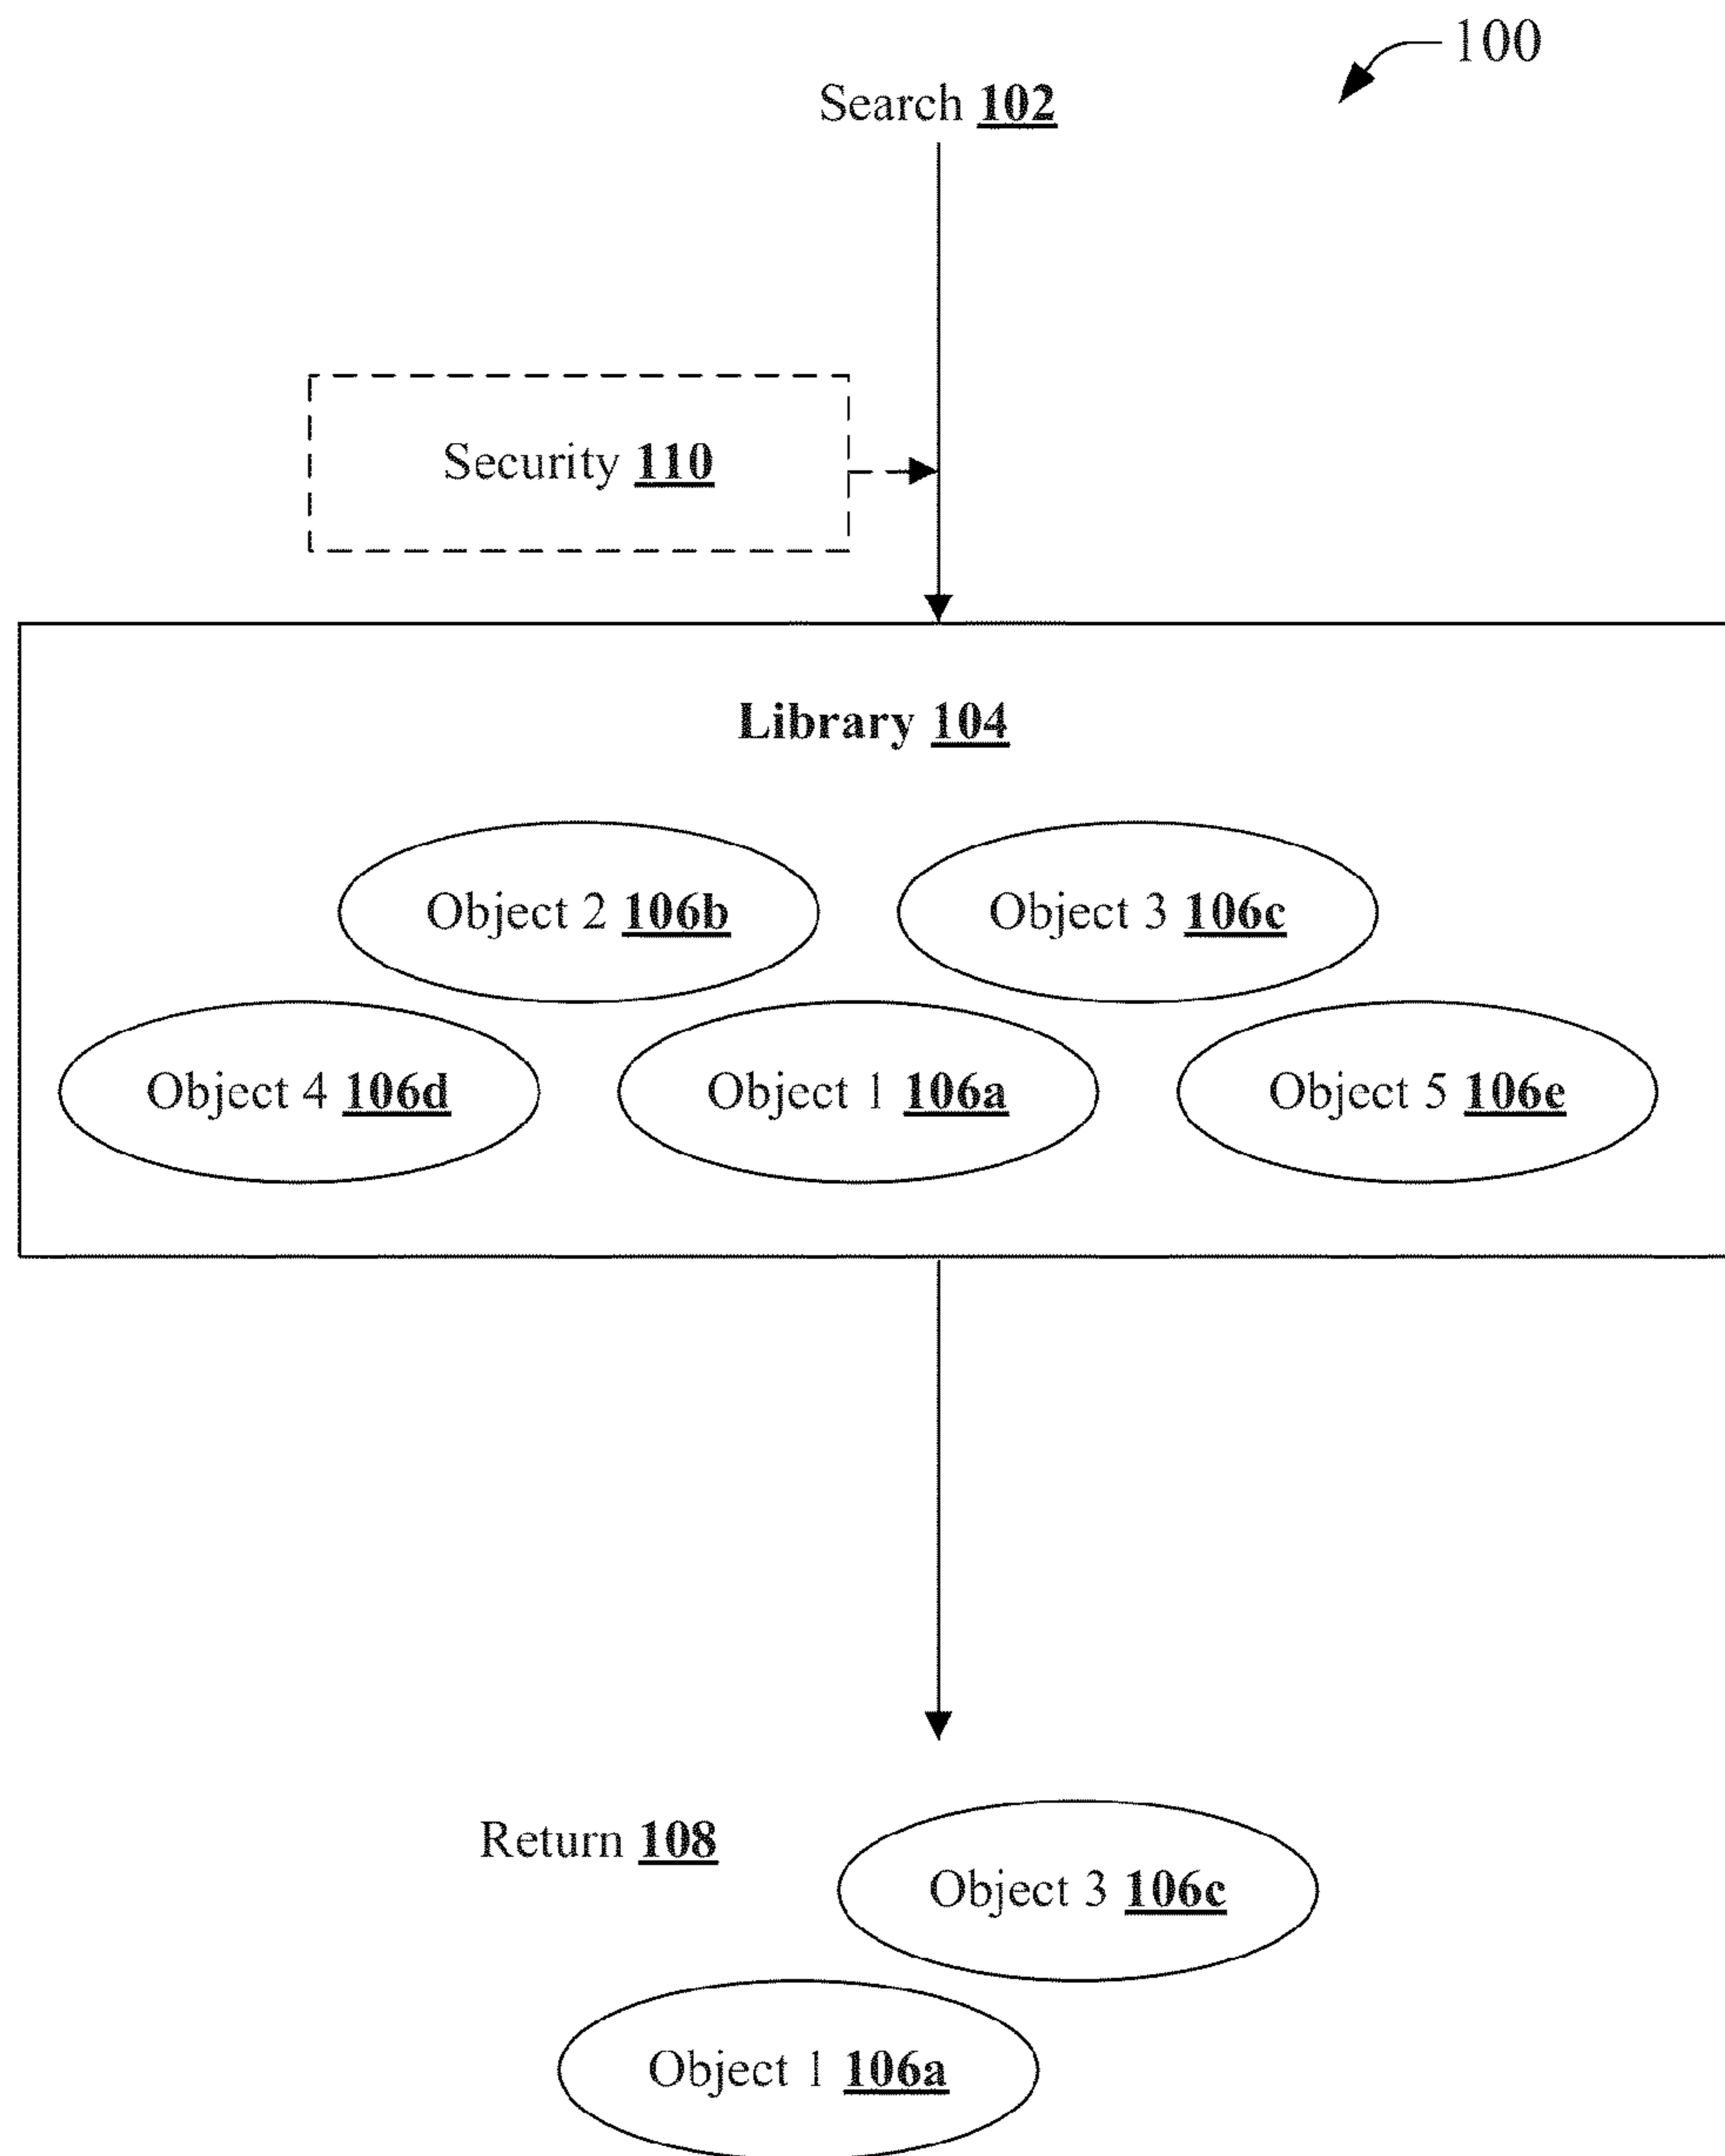 100
Search 102
Security 110
Library 104
Object 2 106b
Object 3 106c
Object 4 106d
Object 1 106a
Object 5 106e
Return 108
Object 3 106c
Object 1 106a